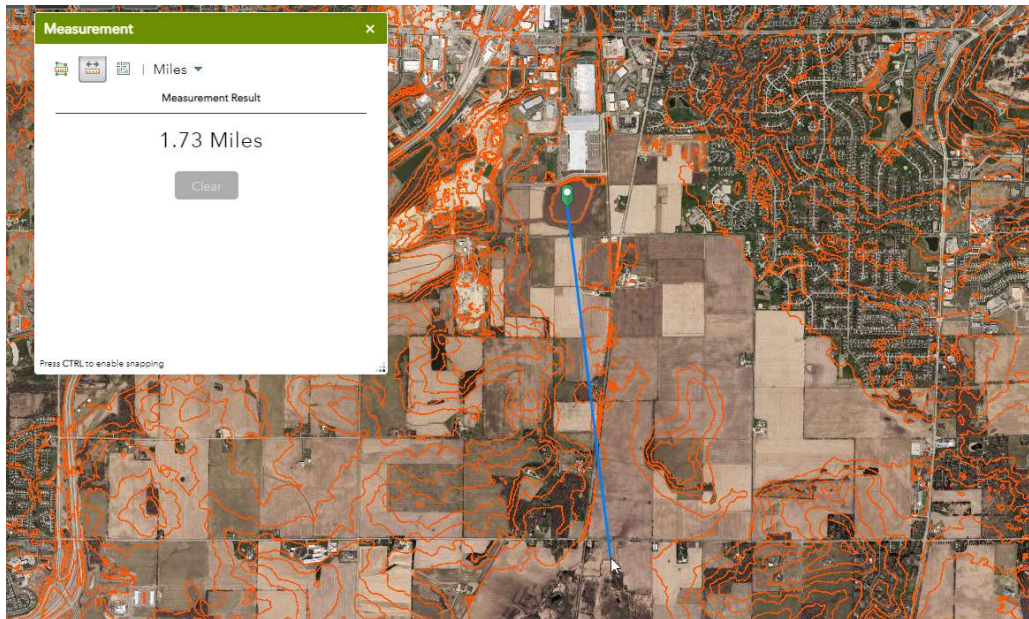 Measurement
×
| Miles
Measurement Result
1.73 Miles
Clear
Press CTRL to enable snapping